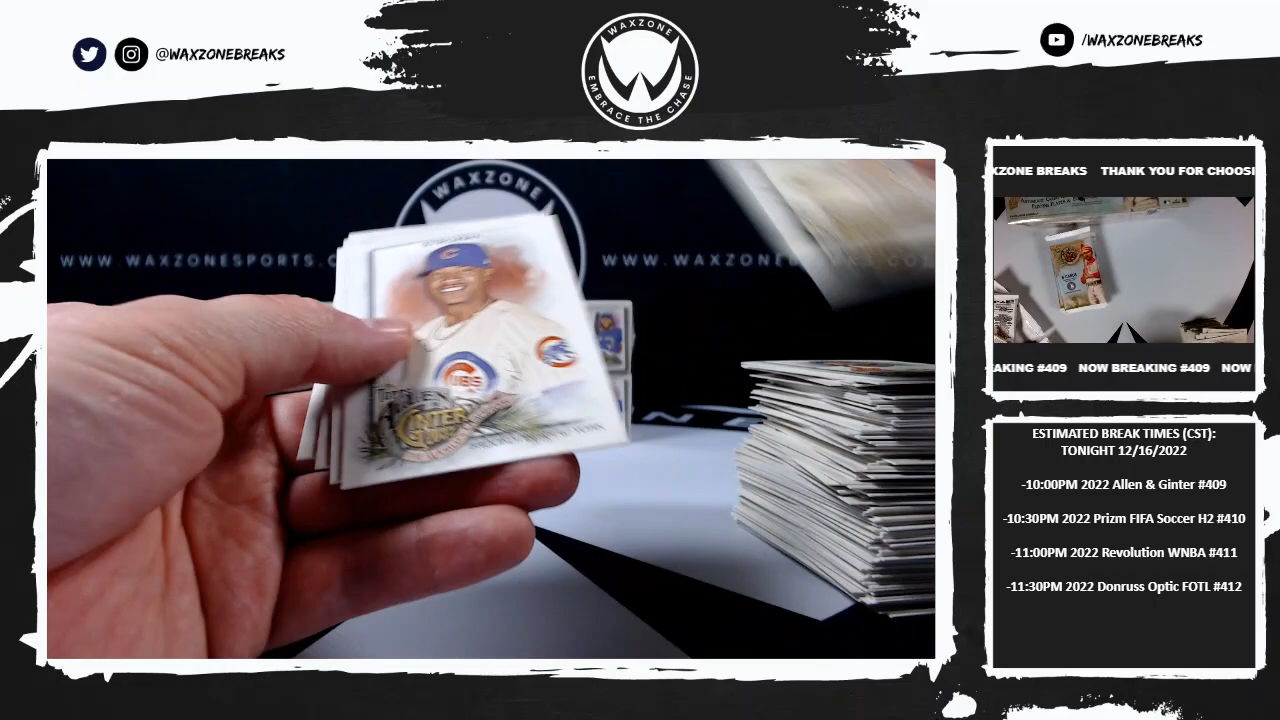 @WAXZONEBREAKS
WAXZONE
EMBRACE THE CHASE
/WAXZONEBREAKS
WAXZONE
WWW.WAXZONESPORTS.C
WWW.WAXZO
CUBS
GINTER
XZONE BREAKS THANK YOU FOR CHOOSI
AKING #409 NOW BREAKING #409 NOW
ESTIMATED BREAK TIMES (CST):
TONIGHT 12/16/2022
-10:00PM 2022 Allen & Ginter #409
-10:30PM 2022 Prizm FIFA Soccer H2 #410
-11:00PM 2022 Revolution WNBA #411
-11:30PM 2022 Donruss Optic FOTL #412